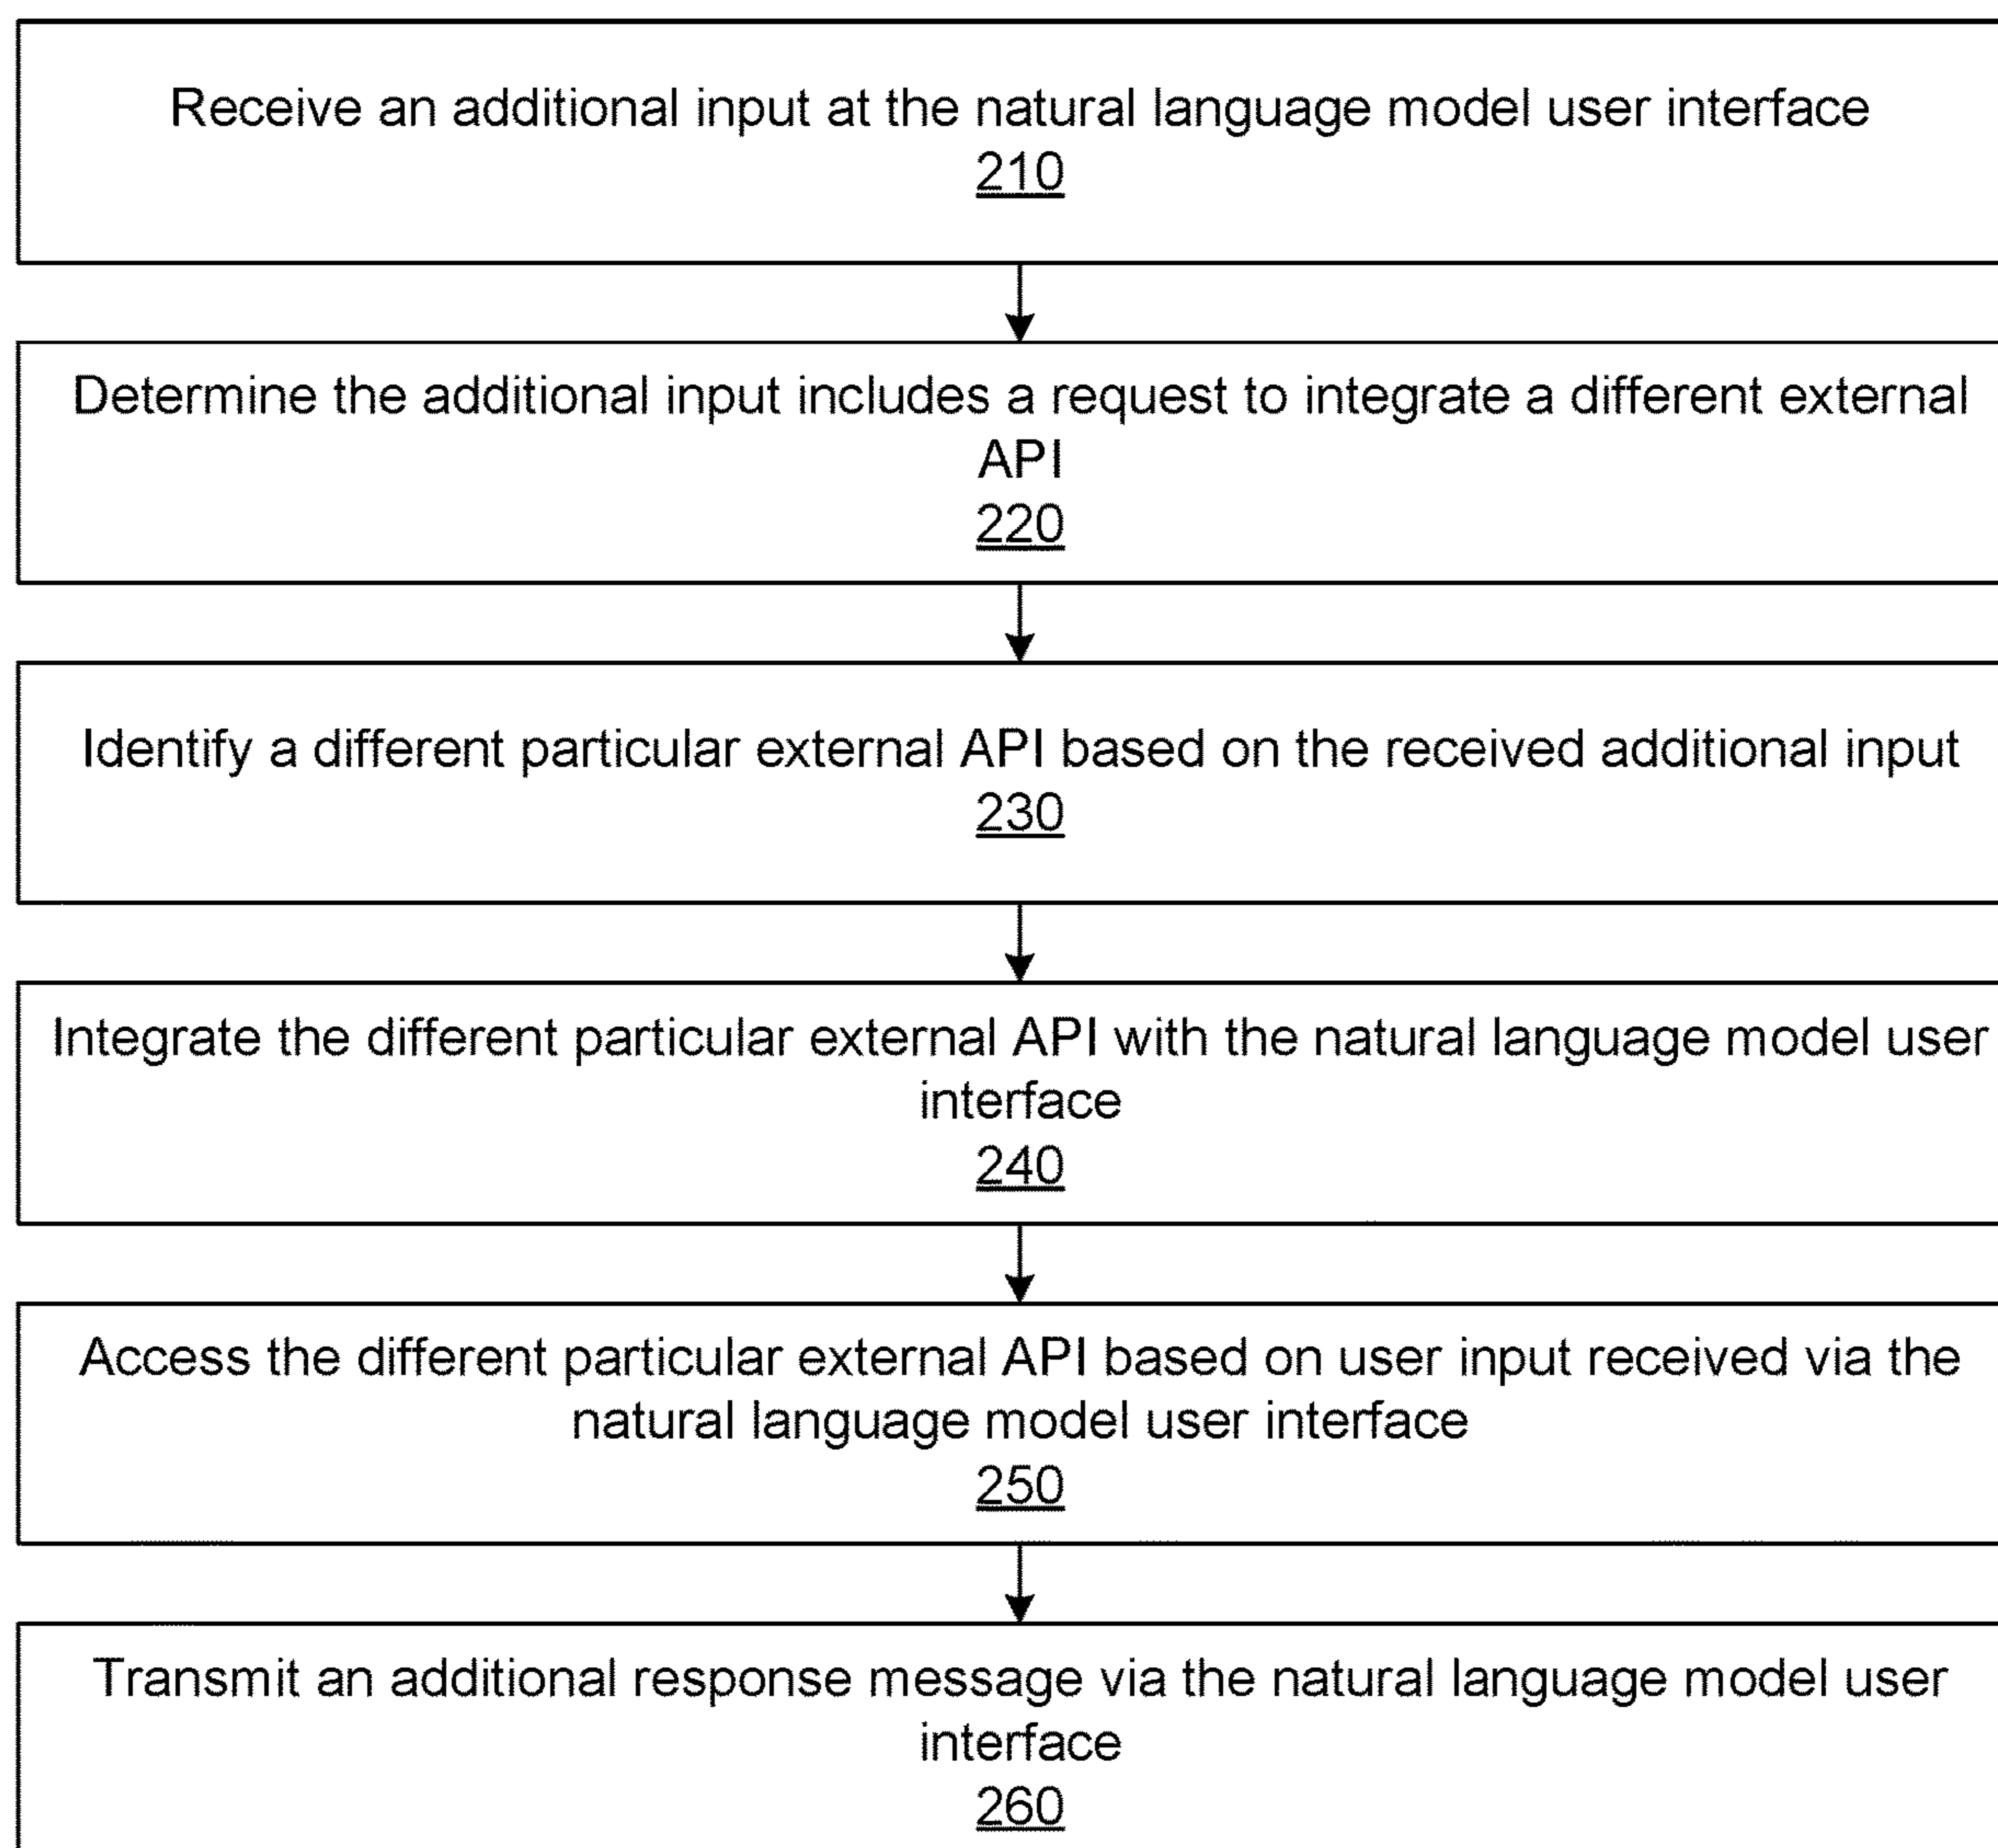 Receive an additional input at the natural language model user interface
210
Determine the additional input includes a request to integrate a different external
API
220
Identify a different particular external API based on the received additional input
230
Integrate the different particular external API with the natural language model user
interface
240
Access the different particular external API based on user input received via the
natural language model user interface
250
Transmit an additional response message via the natural language model user
interface
260